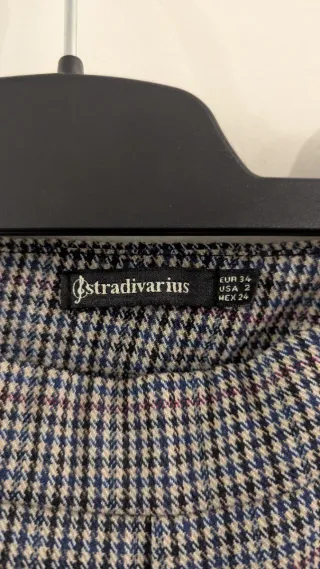 stradivarius
EUR 34
USA 2
MEX 24